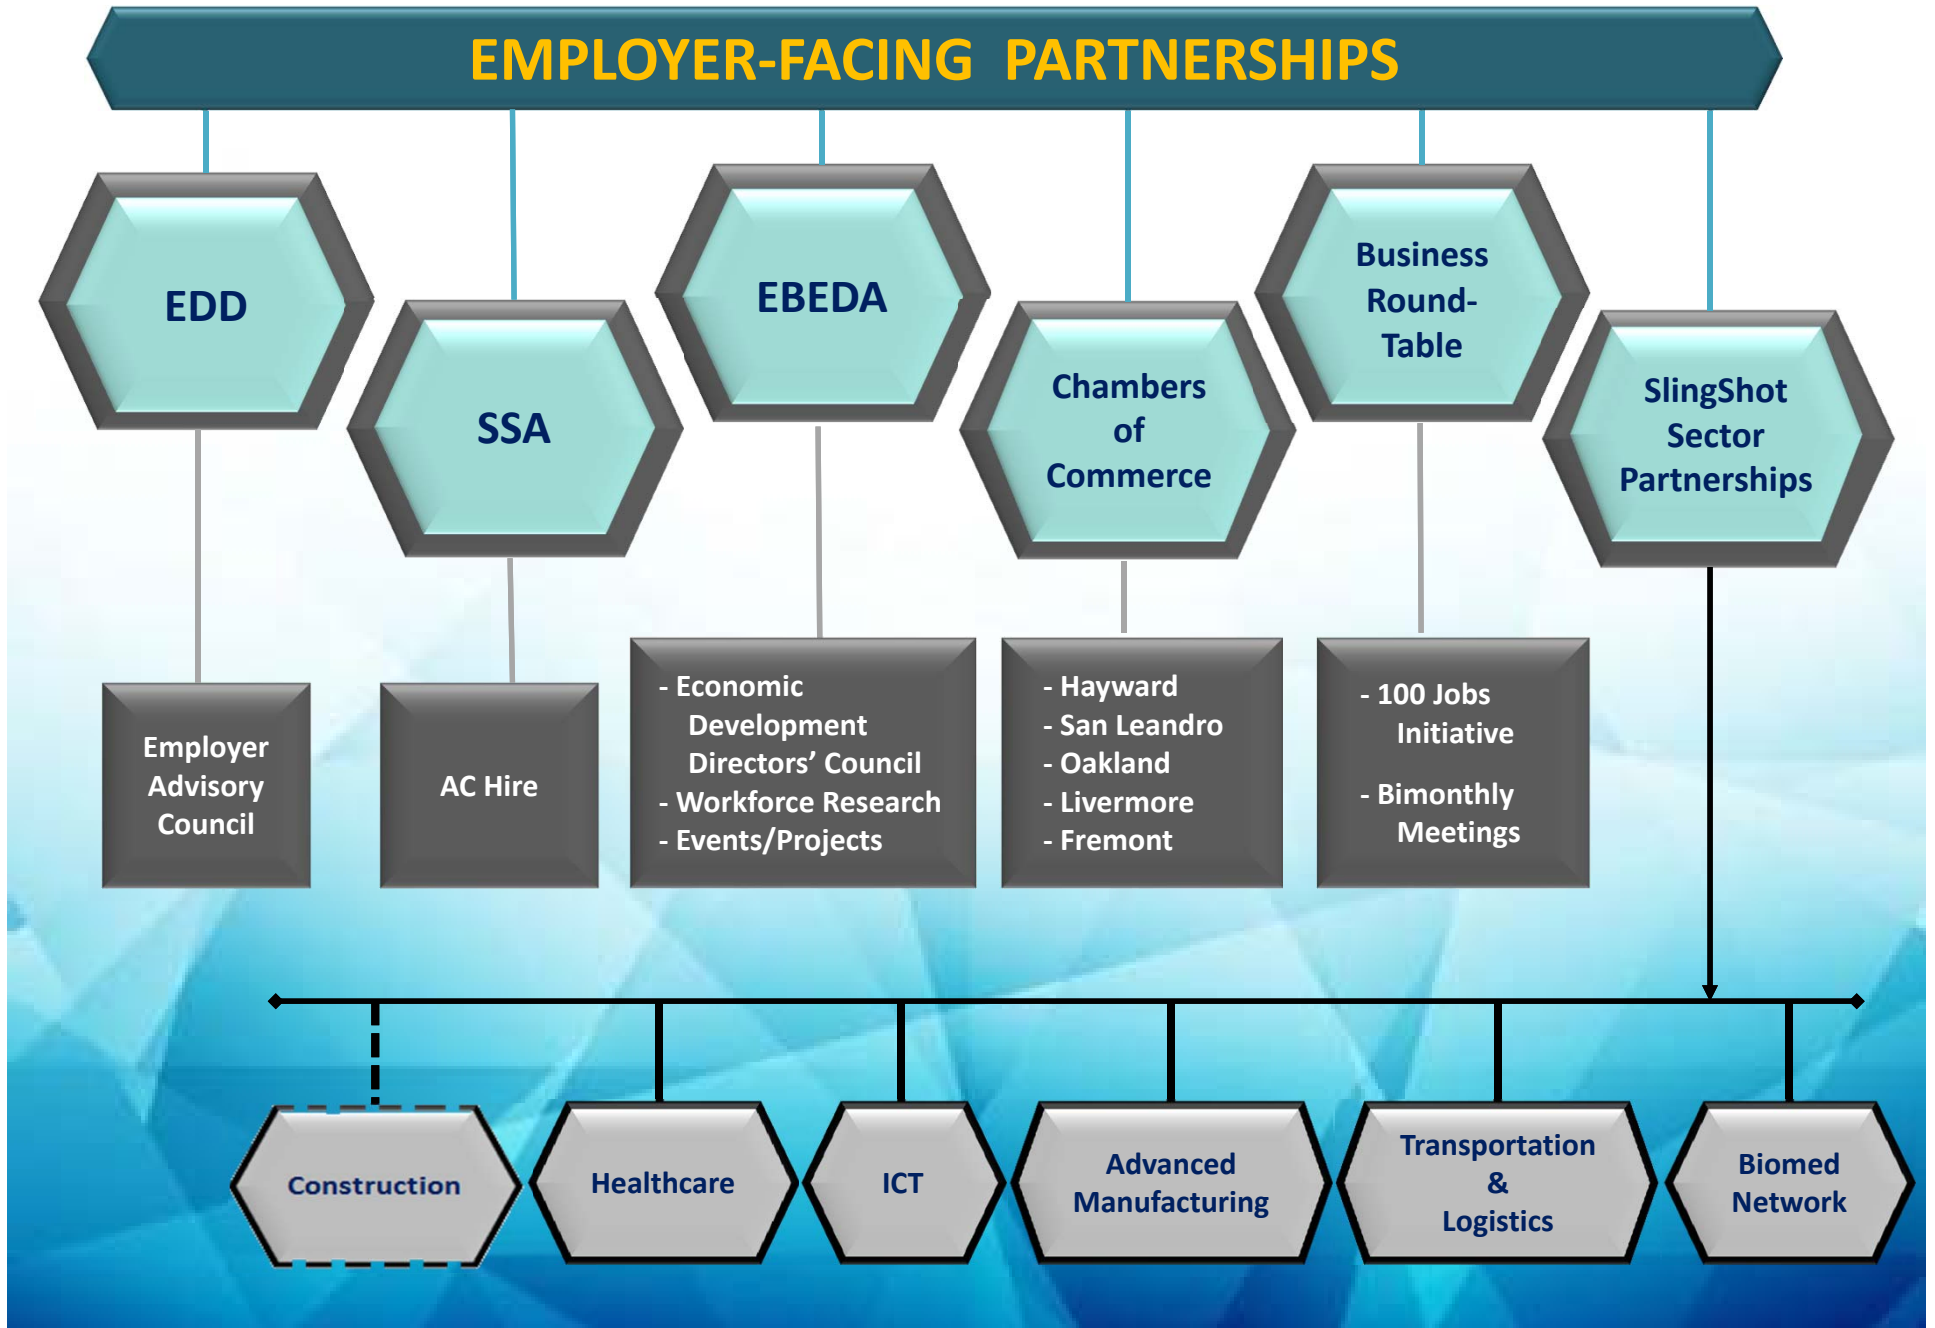 EMPLOYER-FACING PARTNERSHIPS
EDD
SSA
EBEDA
Chambers
of
Commerce
Business
Round-
Table
SlingShot
Sector
Partnerships
Employer
Advisory
Council
AC Hire
- Economic
Development
Directors’ Council
- Workforce Research
- Events/Projects
- Hayward
- San Leandro
- Oakland
- Livermore
- Fremont
- 100 Jobs
Initiative
- Bimonthly
Meetings
Construction
Healthcare
ICT
Advanced
Manufacturing
Transportation
&
Logistics
Biomed
Network